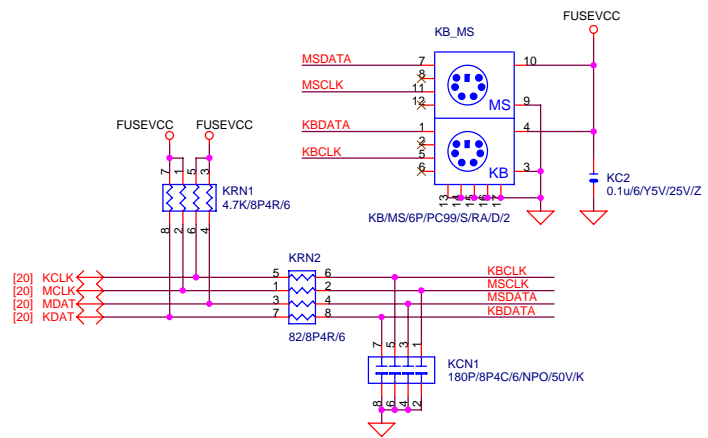 FUSEVCC
KB_MS
MSDATA 7 10
8
MSCLK 11
12 MS 9
FUSEVCC FUSEVCC
KBDATA 1 4
2
KBCLK 5
6 KB 3
KC2
0.1u/6/Y5V/25V/Z
13 14 15 16 17
KB/MS/6P/PC99/S/RA/D/2
7 1 5 3
KRN1
4.7K/8P4R/6
8 2 6 4
KRN2
[20] KCLK 5 6 KBCLK
[20] MCLK 1 2 MSCLK
[20] MDAT 3 4 MSDATA
[20] KDAT 7 8 KBDATA
82/8P4R/6
7 5 3 1
KCN1
180P/8P4C/6/NPO/50V/K
8 6 4 2